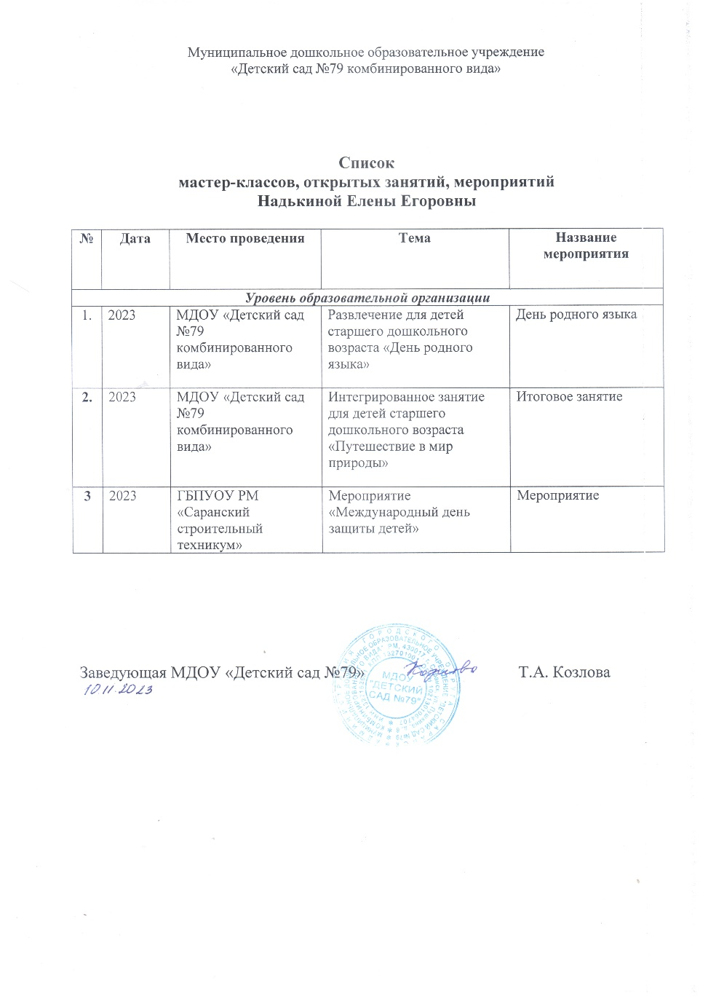 Муниципальное дошкольное образовательное учреждение
«Детский сад №79 комбинированного вида»
Список
мастер-классов, открытых занятий, мероприятий
Надькиной Елены Егоровны
№ Дата Место проведения Тема Название
мероприятия
Уровень образовательной организации
1. 2023 МДОУ «Детский сад Развлечение для детей День родного языка
№79 старшего дошкольного
комбинированного возраста «День родного
вида» языка»
2. 2023 МДОУ «Детский сад Интегрированное занятие Итоговое занятие
№79 для детей старшего
комбинированного дошкольного возраста
вида» «Путешествие в мир
природы»
3 2023 ГБПУОУ РМ Мероприятие Мероприятие
«Саранский «Международный день
строительный защиты детей»
техникум»
Заведующая МДОУ «Детский сад №79» Т.А. Козлова
10.11.2023
МДОУ
"ДЕТСКИЙ
САД №79"